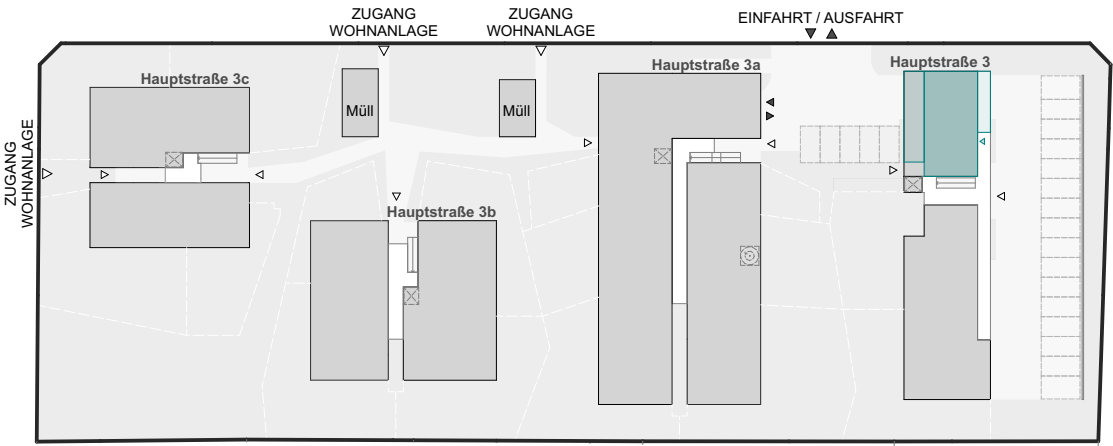 ZUGANG
WOHNANLAGE
ZUGANG
WOHNANLAGE
EINFAHRT / AUSFAHRT
Hauptstraße 3c
Hauptstraße 3a
Hauptstraße 3
Müll
Müll
ZUGANG
WOHNANLAGE
Hauptstraße 3b